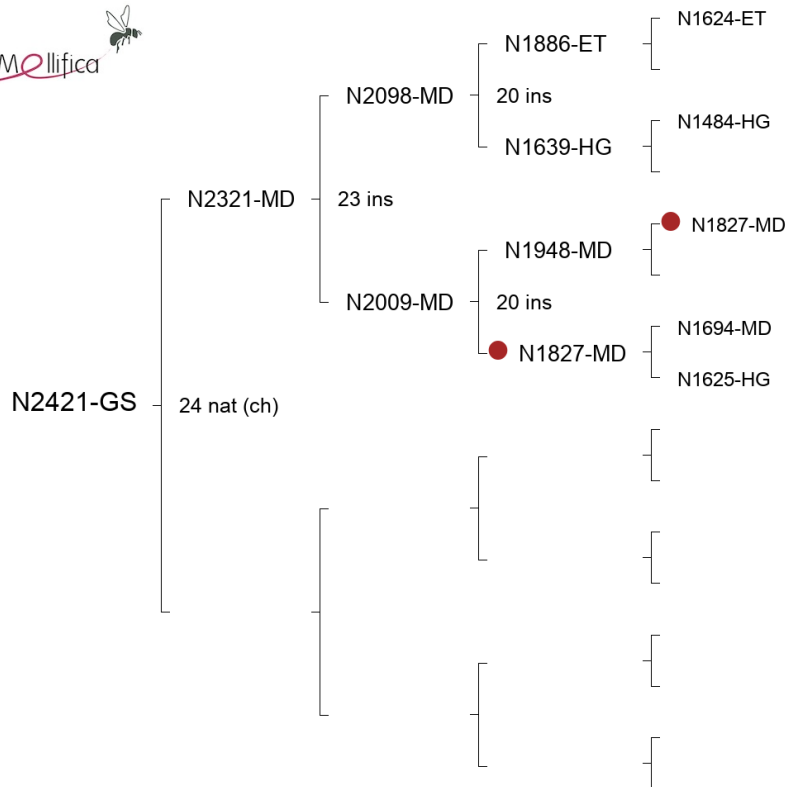 Mellifica
N1624-ET
N1886-ET
N2098-MD
20 ins
N1484-HG
N1639-HG
N2321-MD
23 ins
N1827-MD
N1948-MD
N2009-MD
20 ins
N1694-MD
N1827-MD
N1625-HG
N2421-GS
24 nat (ch)